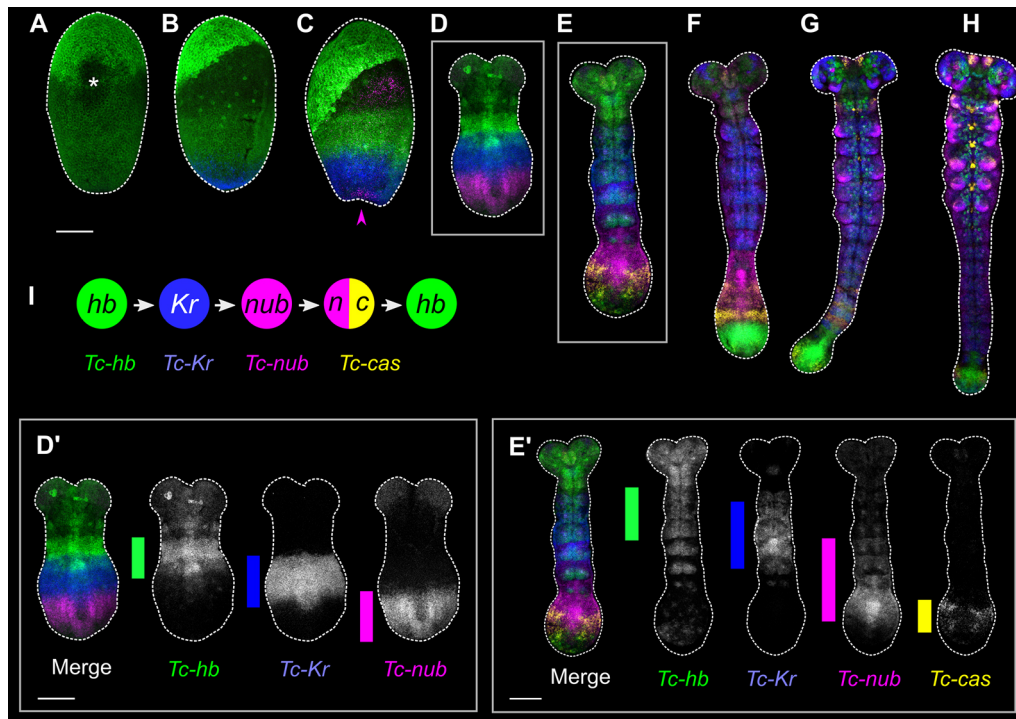 A B C D E F G H
*
I hb Kr nub n c hb
Tc-hb Tc-Kr Tc-nub Tc-cas
D'
Merge Tc-hb Tc-Kr Tc-nub
E'
Merge Tc-hb Tc-Kr Tc-nub Tc-cas